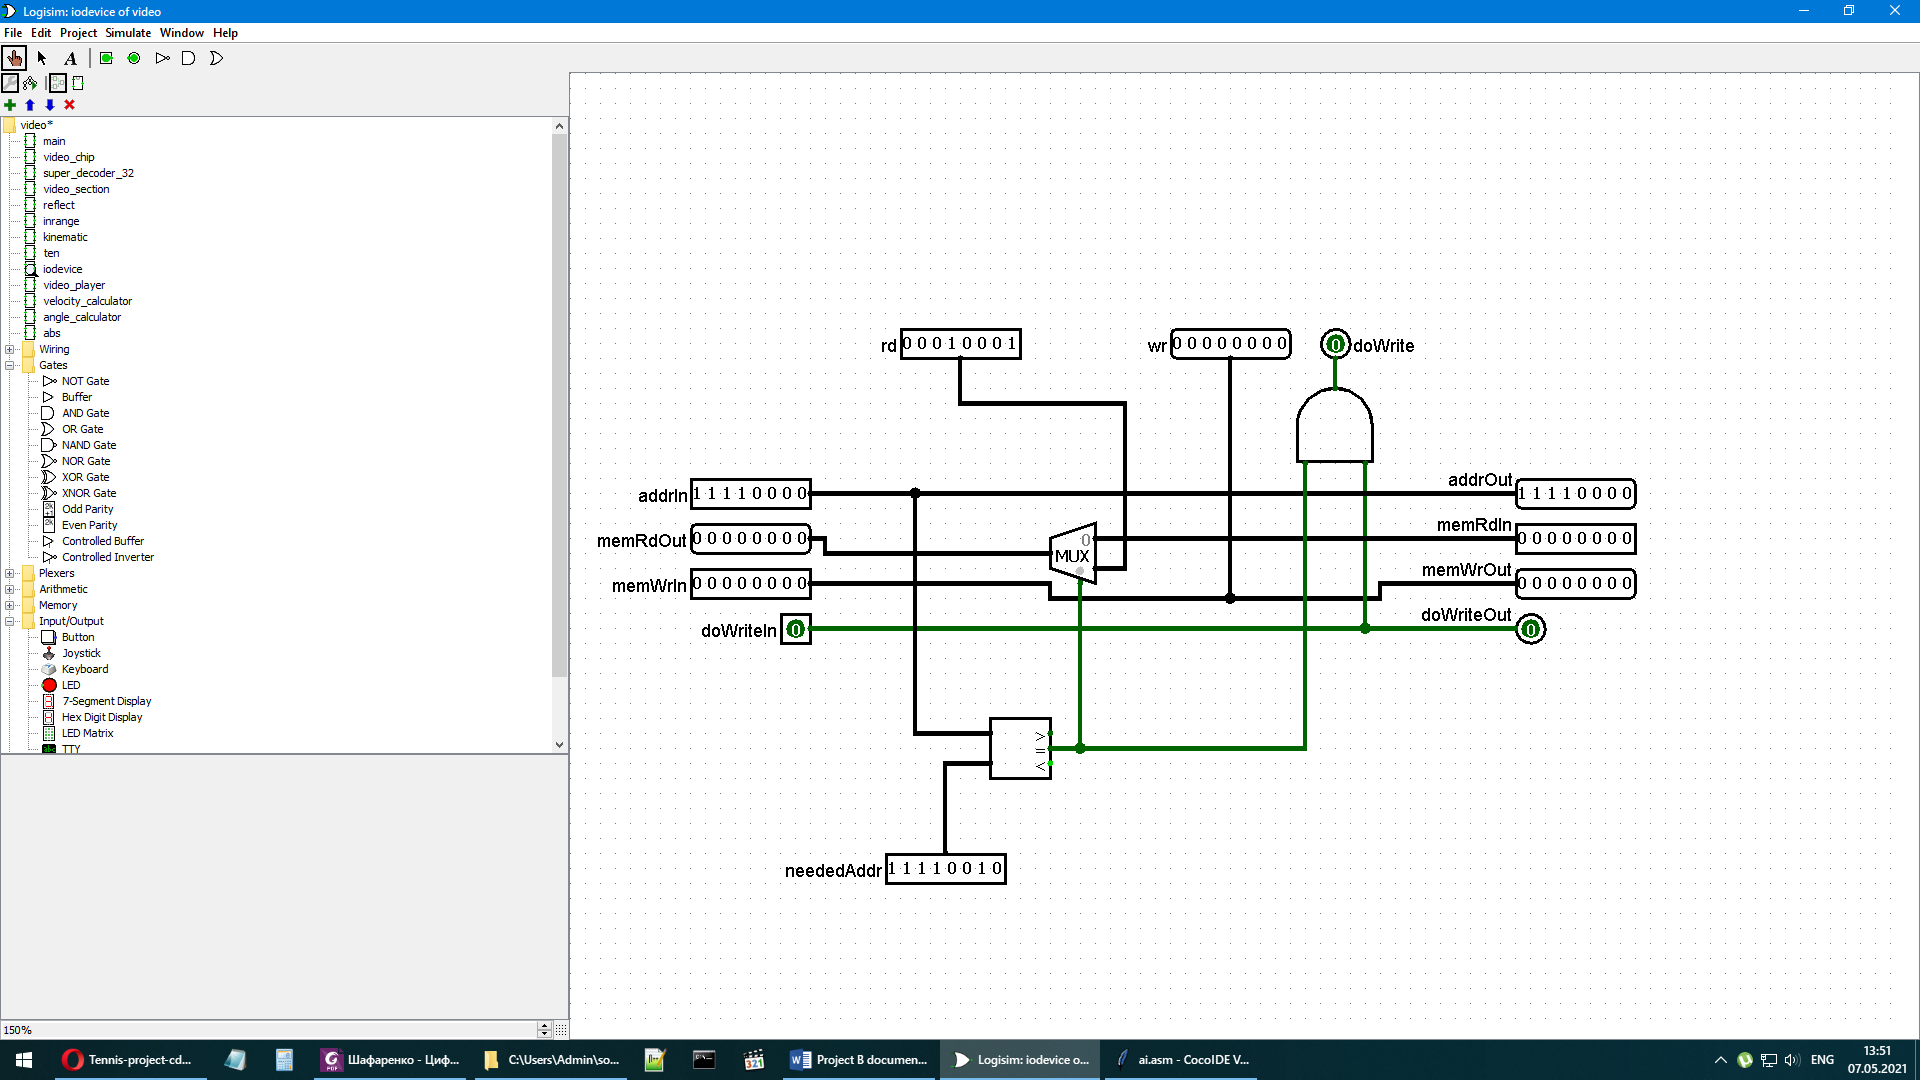 Logisim: iodevice of video
File Edit Project Simulate Window Help
A
video*
main
video_chip
super_decoder_32
video_section
reflect
inrange
kinematic
ten
iodevice
video_player
velocity_calculator
angle_calculator
abs
Wiring
Gates
NOT Gate
Buffer
AND Gate
OR Gate
NAND Gate
NOR Gate
XOR Gate
XNOR Gate
Odd Parity
Even Parity
Controlled Buffer
Controlled Inverter
Plexers
Arithmetic
Memory
Input/Output
Button
Joystick
Keyboard
LED
7-Segment Display
Hex Digit Display
LED Matrix
TTY
150%
rd 0 0 0 1 0 0 0 1
wr 0 0 0 0 0 0 0 0
0 doWrite
addrIn 1 1 1 1 0 0 0 0
addrOut 1 1 1 1 0 0 0 0
memRdOut 0 0 0 0 0 0 0 0
0
MUX
memRdIn 0 0 0 0 0 0 0 0
memWrIn 0 0 0 0 0 0 0 0
memWrOut 0 0 0 0 0 0 0 0
doWriteIn 0
doWriteOut 0
>
=
<
neededAddr 1 1 1 1 0 0 1 0
Tennis-project-cd...
Шафаренко - Циф...
C:\Users\Admin\so...
321
Project B documen...
Logisim: iodevice o...
ai.asm - CocoIDE V...
ENG
13:51
07.05.2021